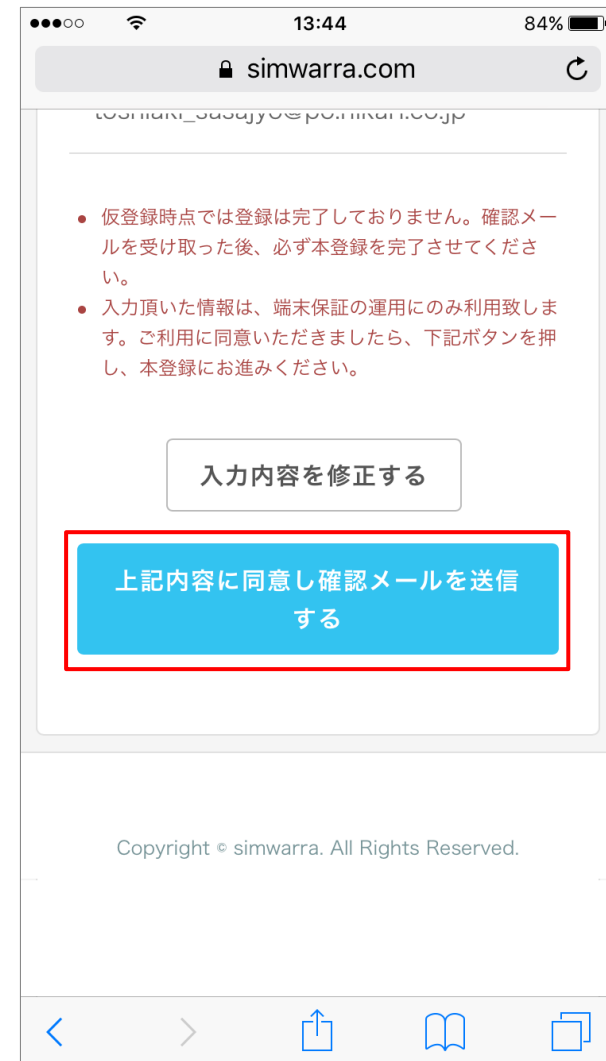 13:44
84%
simwarra.com
仮登録時点では登録は完了しておりません。確認メー
ルを受け取った後、必ず本登録を完了させてくださ
い。
入力頂いた情報は、端末保証の運用にのみ利用致しま
す。ご利用に同意いただきましたら、下記ボタンを押
し、本登録にお進みください。
入力内容を修正する
上記内容に同意し確認メールを送信
する
Copyright © simwarra. All Rights Reserved.